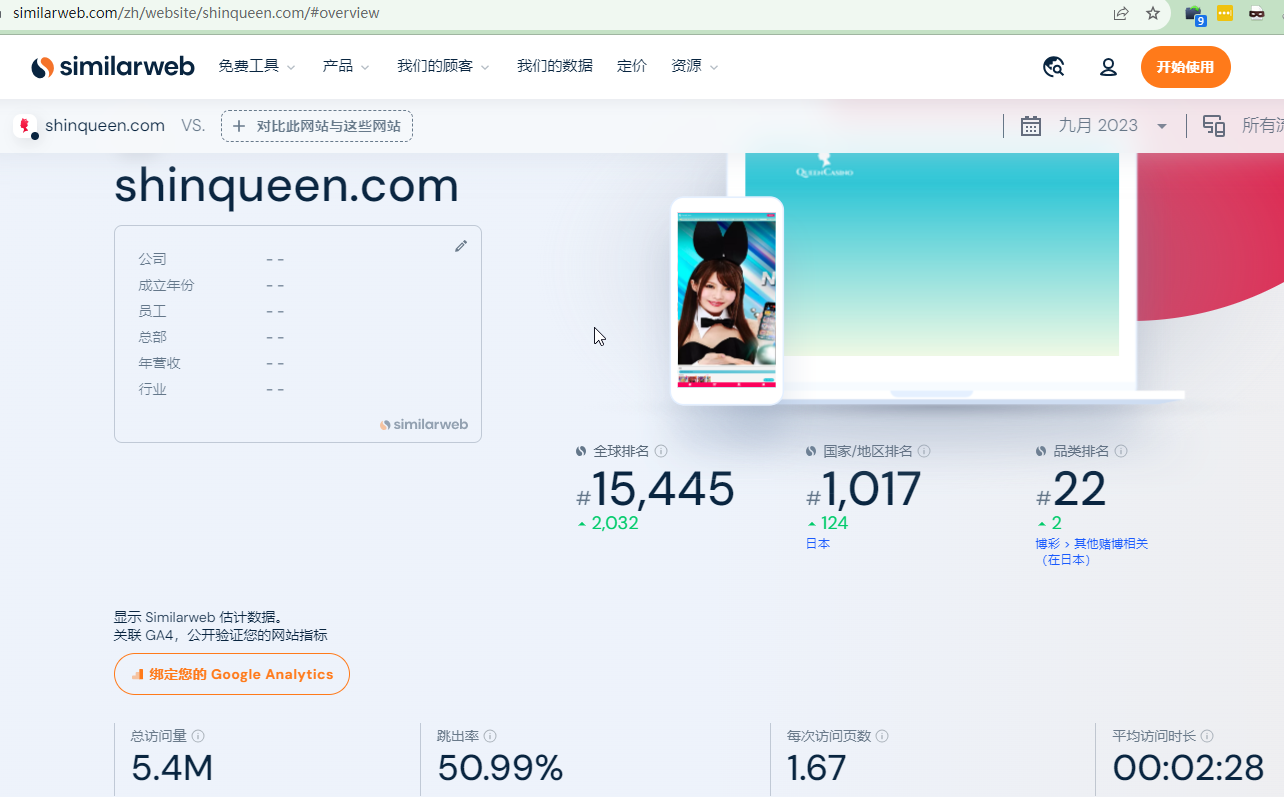 similarweb.com/zh/website/shinqueen.com/#overview
9
similarweb 免费工具 产品 我们的顾客 我们的数据 定价 资源 开始使用
shinqueen.com VS. + 对比此网站与这些网站 九月 2023 所有流
shinqueen.com
QUEENCASINO
公司 - -
成立年份 - -
员工 - -
总部 - -
年营收 - -
行业 - -
similarweb
全球排名 国家/地区排名 品类排名
#15,445 #1,017 #22
2,032 124 2
日本 博彩 > 其他赌博相关
（在日本）
显示 Similarweb 估计数据。
关联 GA4，公开验证您的网站指标
绑定您的 Google Analytics
总访问量 跳出率 每次访问页数 平均访问时长
5.4M 50.99% 1.67 00:02:28